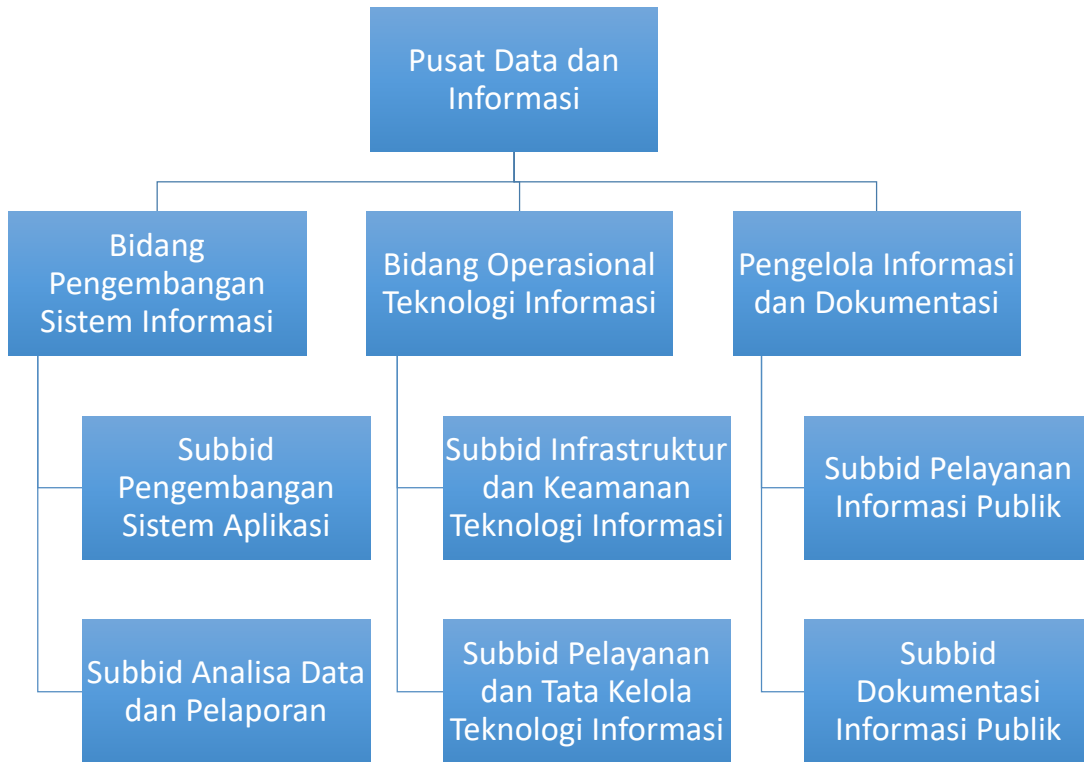 Pusat Data dan
Informasi
Bidang
Pengembangan
Sistem Informasi
Bidang Operasional
Teknologi Informasi
Pengelola Informasi
dan Dokumentasi
Subbid
Pengembangan
Sistem Aplikasi
Subbid Infrastruktur
dan Keamanan
Teknologi Informasi
Subbid Pelayanan
Informasi Publik
Subbid Analisa Data
dan Pelaporan
Subbid Pelayanan
dan Tata Kelola
Teknologi Informasi
Subbid
Dokumentasi
Informasi Publik